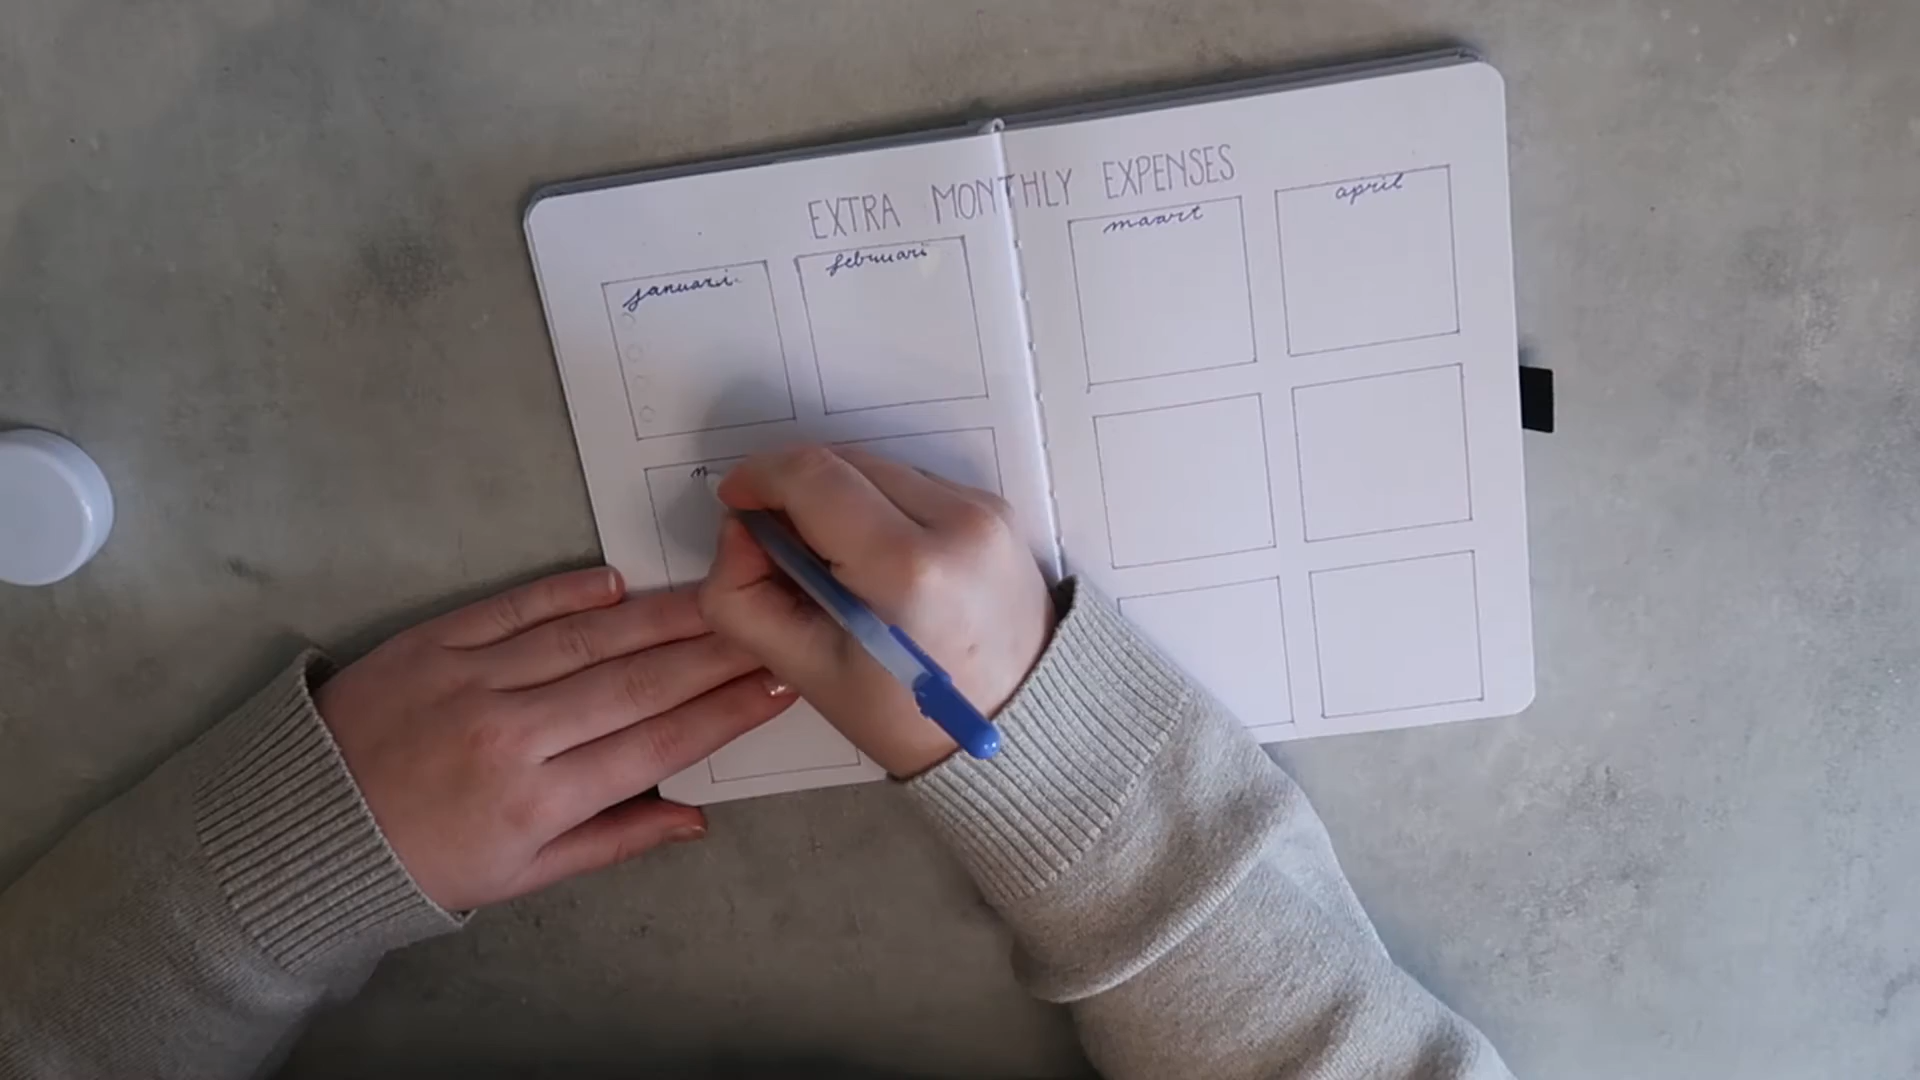 EXTRA MONTHLY EXPENSES
januari
februari
maart
april
m